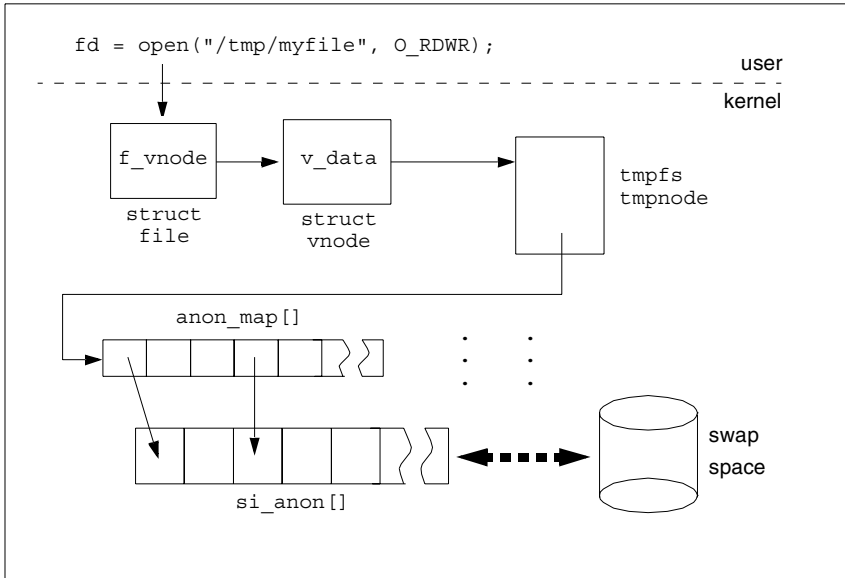 fd = open("/tmp/myfile", O_RDWR);
user
kernel
f_vnode
v_data
struct
file
struct
vnode
tmpfs
tmpnode
anon_map[]
si_anon[]
swap
space